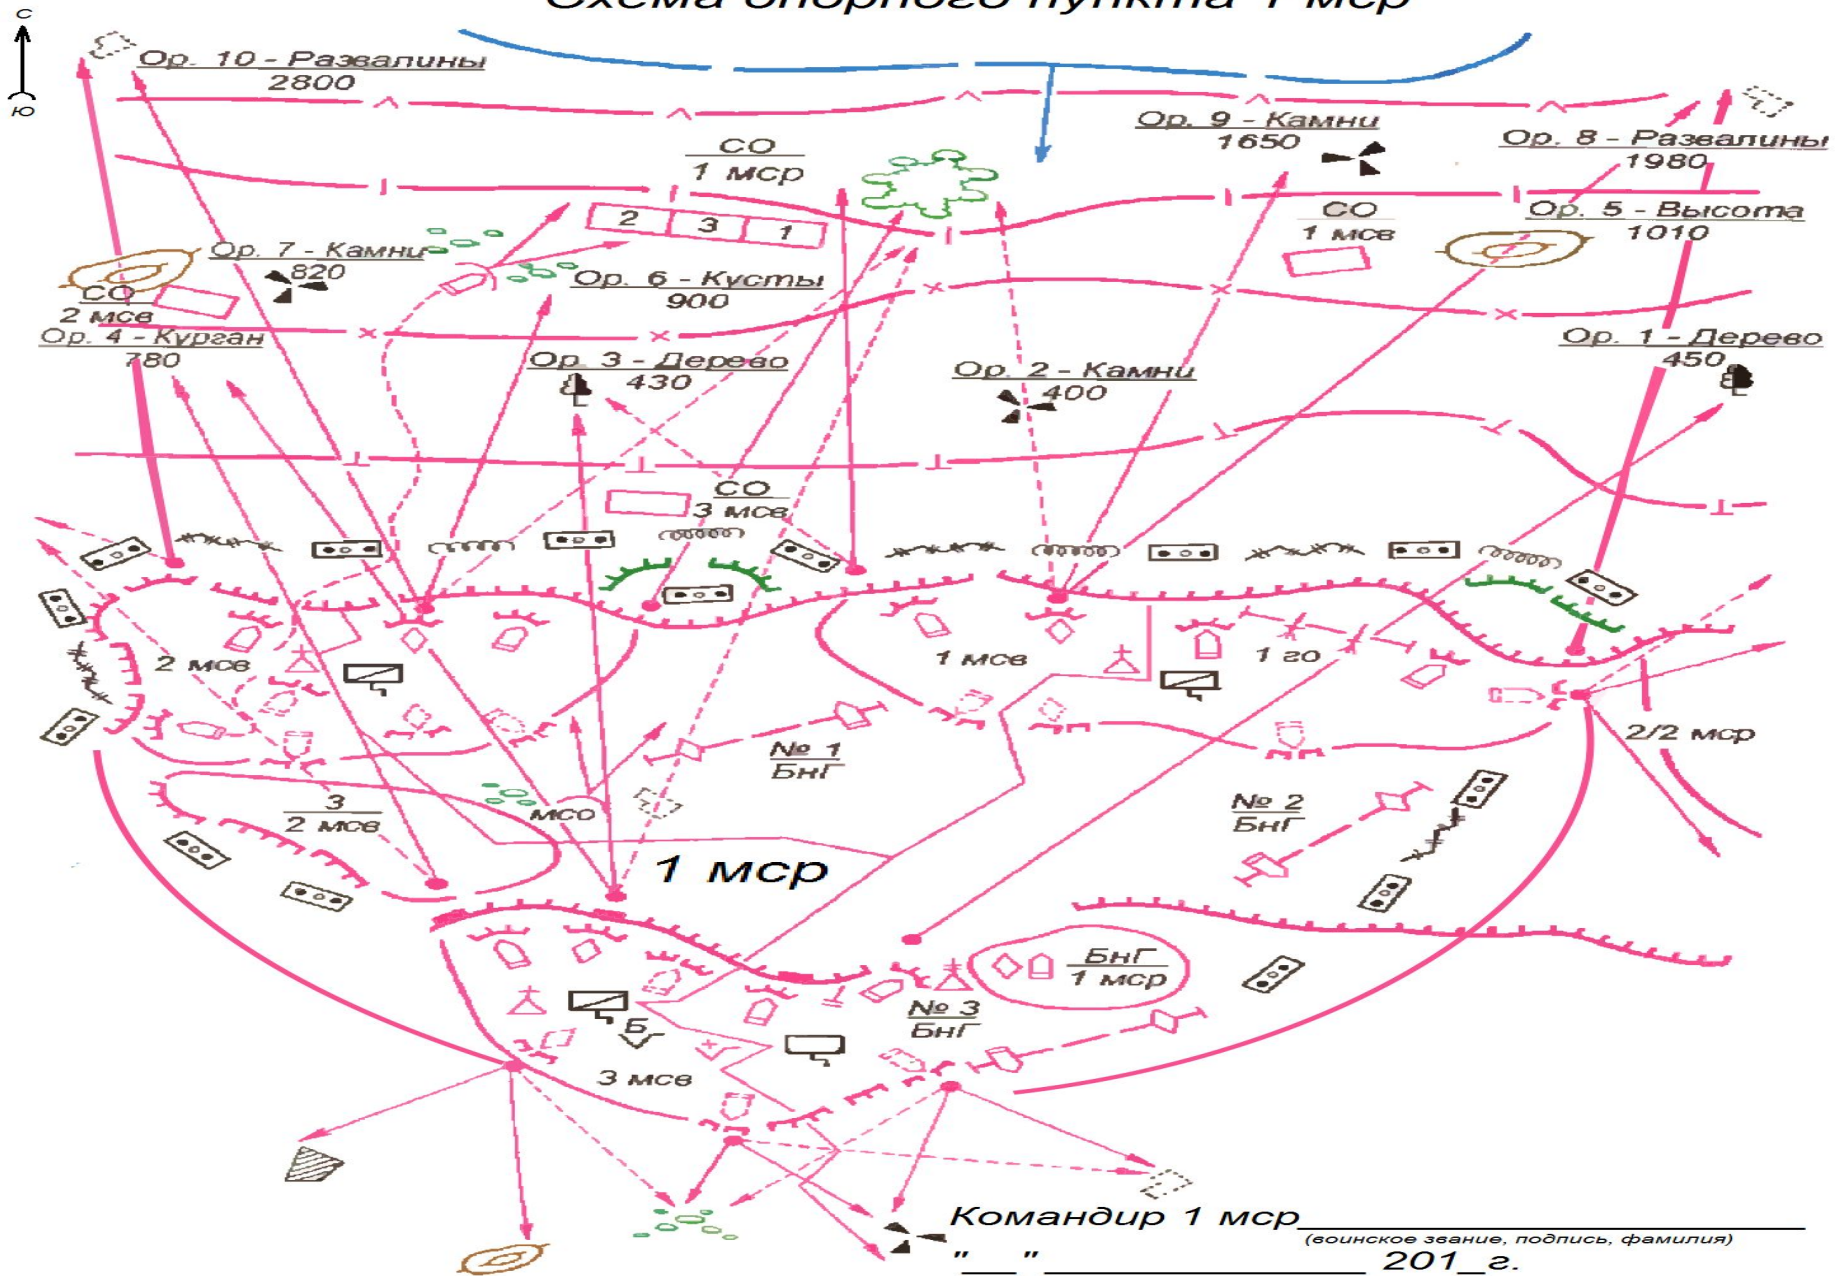 Схема опорного пункта 1 мср
С
Ю
Ор. 10 - Развалины
2800
Ор. 9 - Камни
1650
Ор. 8 - Развалины
1980
СО
1 мср
2 3 1
СО
1 мсв
Ор. 5 - Высота
1010
Ор. 7 - Камни
820
Ор. 6 - Кусты
900
СО
2 мсв
Ор. 4 - Курган
780
Ор. 3 - Дерево
430
Ор. 2 - Камни
400
Ор. 1 - Дерево
450
СО
3 мсв
2 мсв
1 мсв
1 го
№ 1
БнГ
2/2 мср
3
2 мсв
мсо
№ 2
БнГ
1 мср
БнГ
1 мср
№ 3
БнГ
Б
3 мсв
Командир 1 мср
(воинское звание, подпись, фамилия)
"__" 201_г.